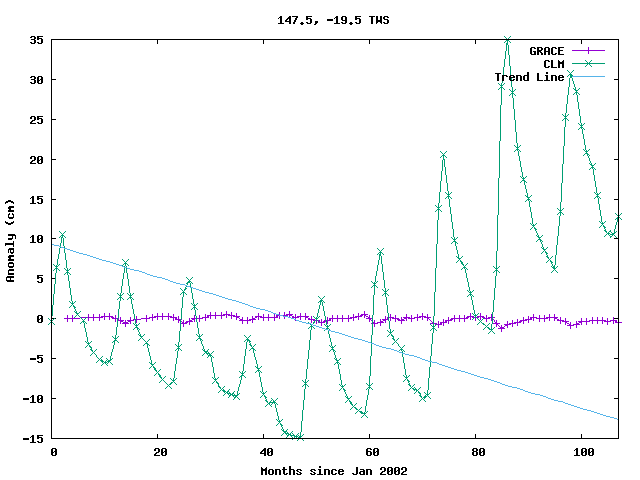 147.5, -19.5 TWS
GRACE
CLM
Trend Line
Anomaly (cm)
35
30
25
20
15
10
5
0
-5
-10
-15
0 20 40 60 80 100
Months since Jan 2002